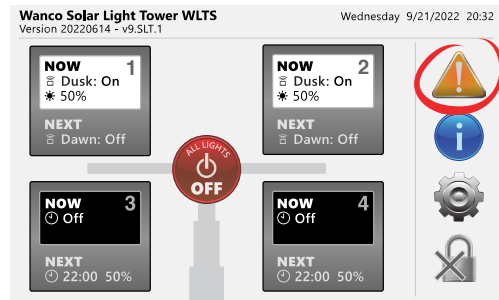 Wanco Solar Light Tower WLTS
Version 20220614 - v9.SLT.1
Wednesday 9/21/2022 20:32
NOW 1
Dusk: On
50%
NEXT
Dawn: Off
NOW 2
Dusk: On
50%
NEXT
Dawn: Off
ALL LIGHTS
OFF
NOW 3
Off
NEXT
22:00 50%
NOW 4
Off
NEXT
22:00 50%
i